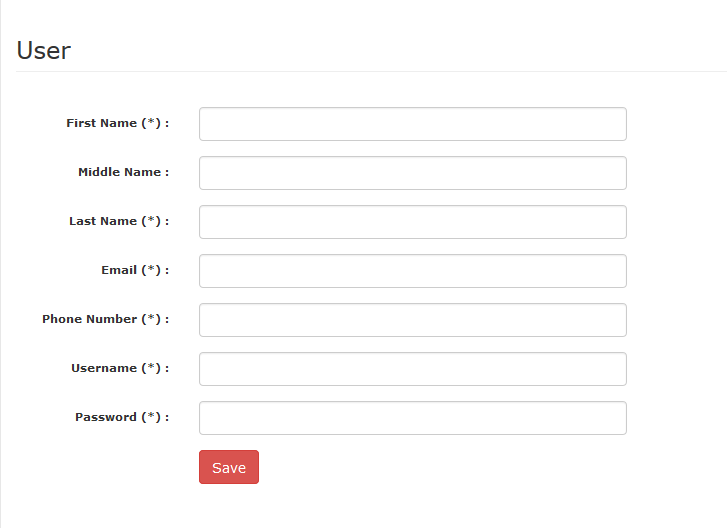 User
First Name (*) :
Middle Name :
Last Name (*) :
Email (*) :
Phone Number (*) :
Username (*) :
Password (*) :
Save